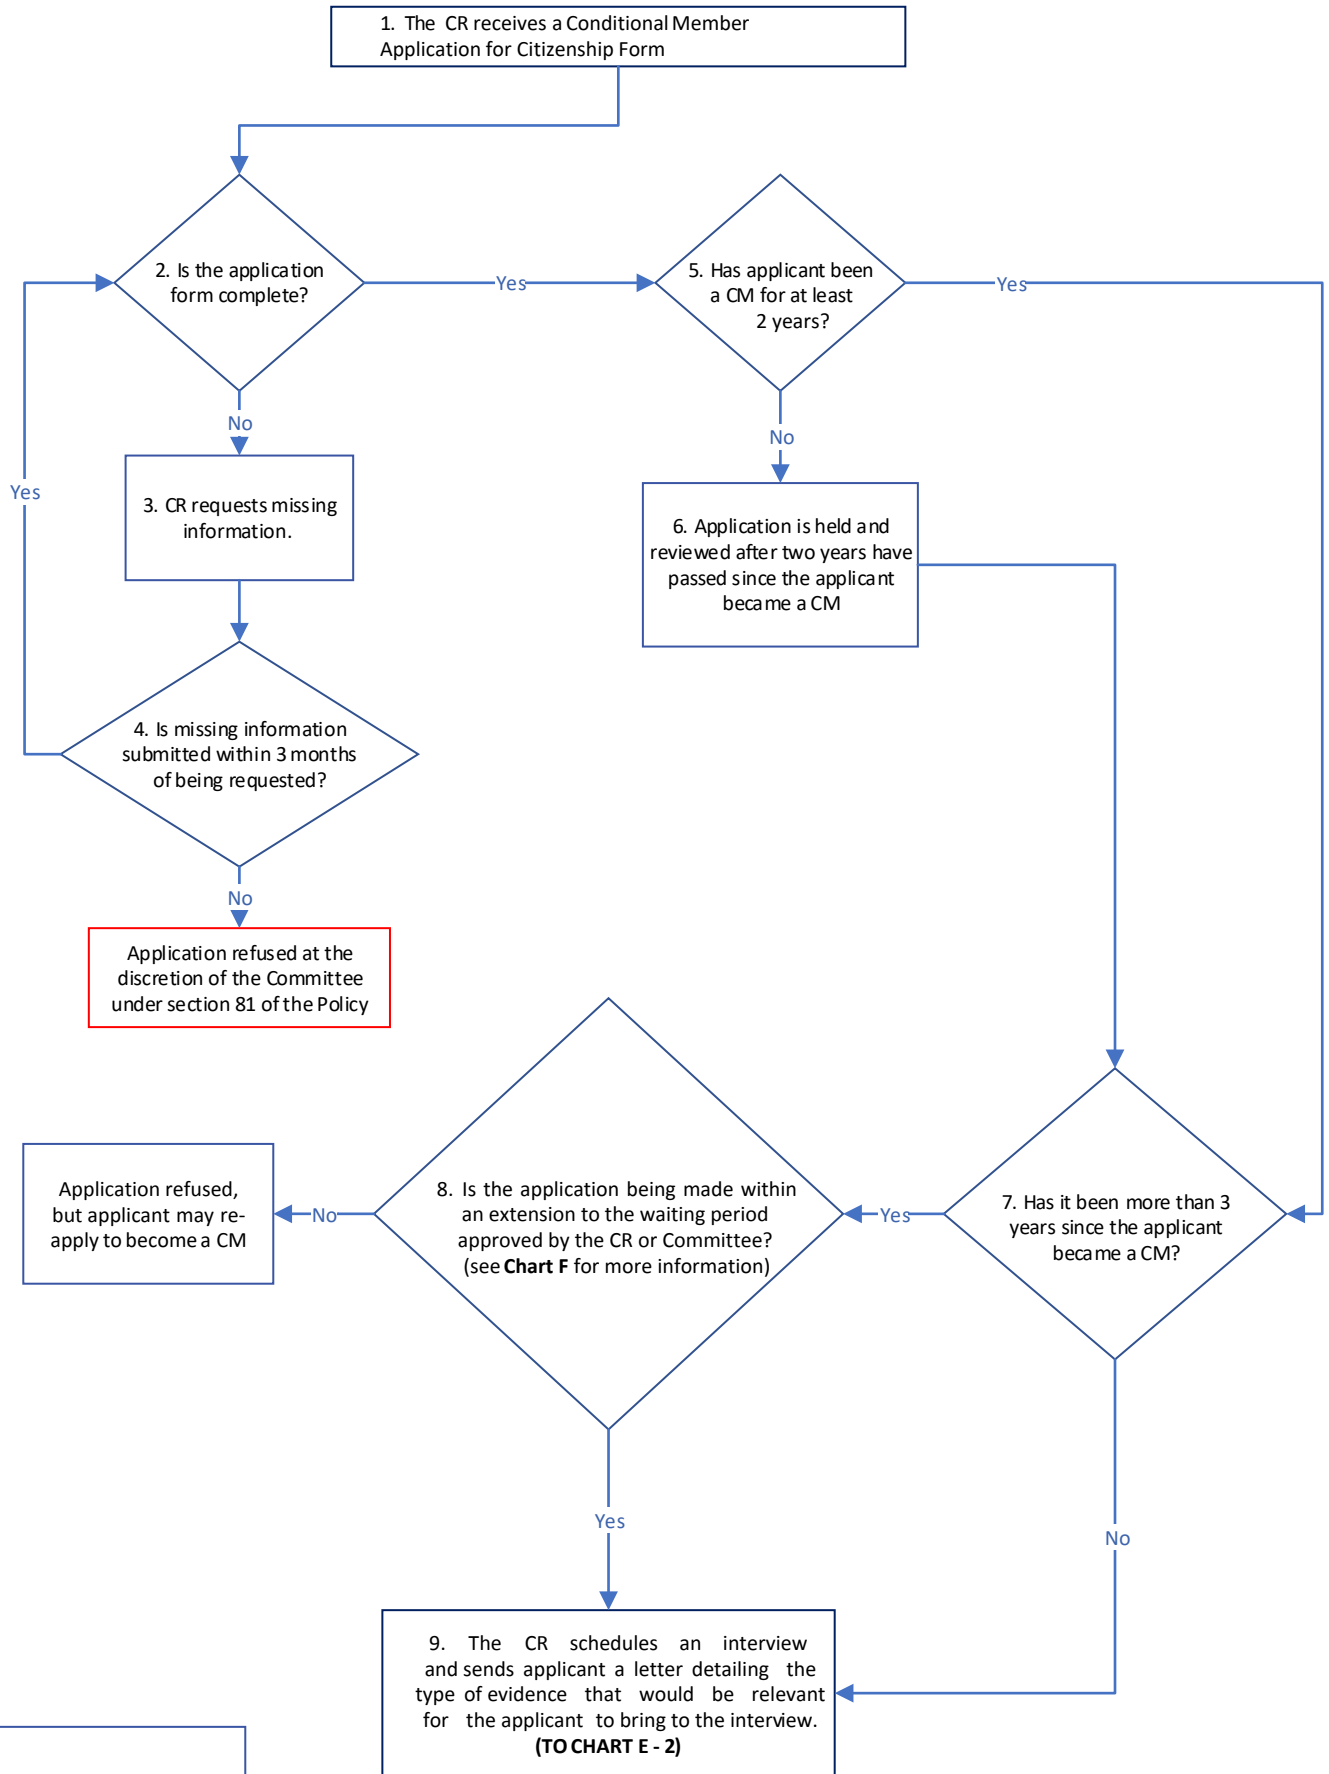 1. The CR receives a Conditional Member
Application for Citizenship Form
2. Is the application
form complete?
Yes
5. Has applicant been
a CM for at least
2 years?
Yes
No
3. CR requests missing
information.
Yes
No
6. Application is held and
reviewed after two years have
passed since the applicant
became a CM
4. Is missing information
submitted within 3 months
of being requested?
No
Application refused at the
discretion of the Committee
under section 81 of the Policy
Application refused,
but applicant may re-
apply to become a CM
No
8. Is the application being made within
an extension to the waiting period
approved by the CR or Committee?
(see Chart F for more information)
Yes
7. Has it been more than 3
years since the applicant
became a CM?
Yes
No
9. The CR schedules an interview
and sends applicant a letter detailing the
type of evidence that would be relevant
for the applicant to bring to the interview.
(TO CHART E - 2)